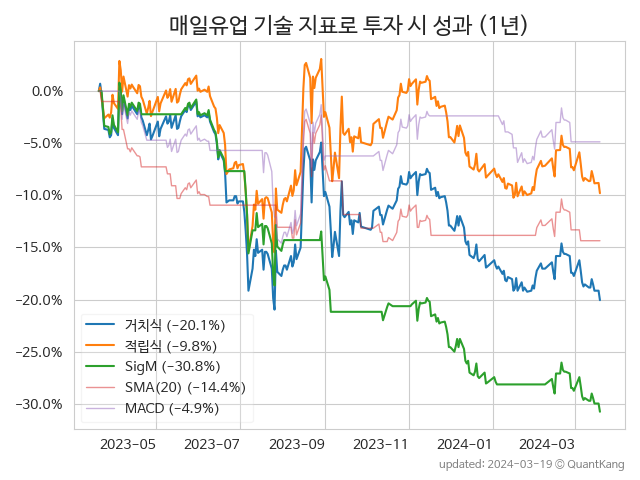 매일유업 기술 지표로 투자 시 성과 (1년)
0.0%
−5.0%
−10.0%
−15.0%
−20.0%
−25.0%
−30.0%
거치식 (−20.1%)
적립식 (−9.8%)
SigM (−30.8%)
SMA(20) (−14.4%)
MACD (−4.9%)
2023-05 2023-07 2023-09 2023-11 2024-01 2024-03
updated: 2024-03-19 © QuantKang